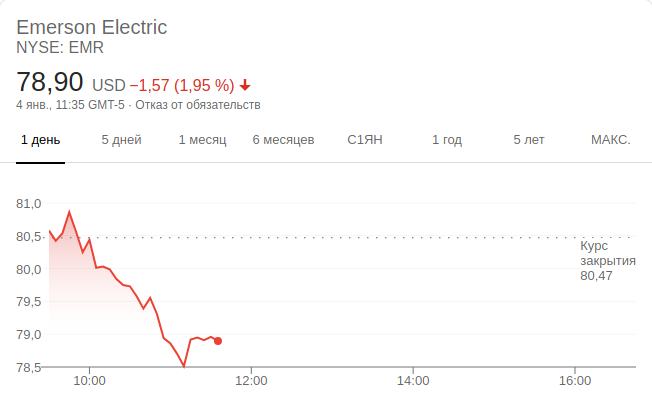 Emerson Electric
NYSE: EMR
78,90 USD −1,57 (1,95 %)
4 янв., 11:35 GMT-5 · Отказ от обязательств
1 день 5 дней 1 месяц 6 месяцев С1ЯН 1 год 5 лет МАКС.
81,0
80,5
Курс
закрытия
80,47
80,0
79,5
79,0
78,5
10:00 12:00 14:00 16:00